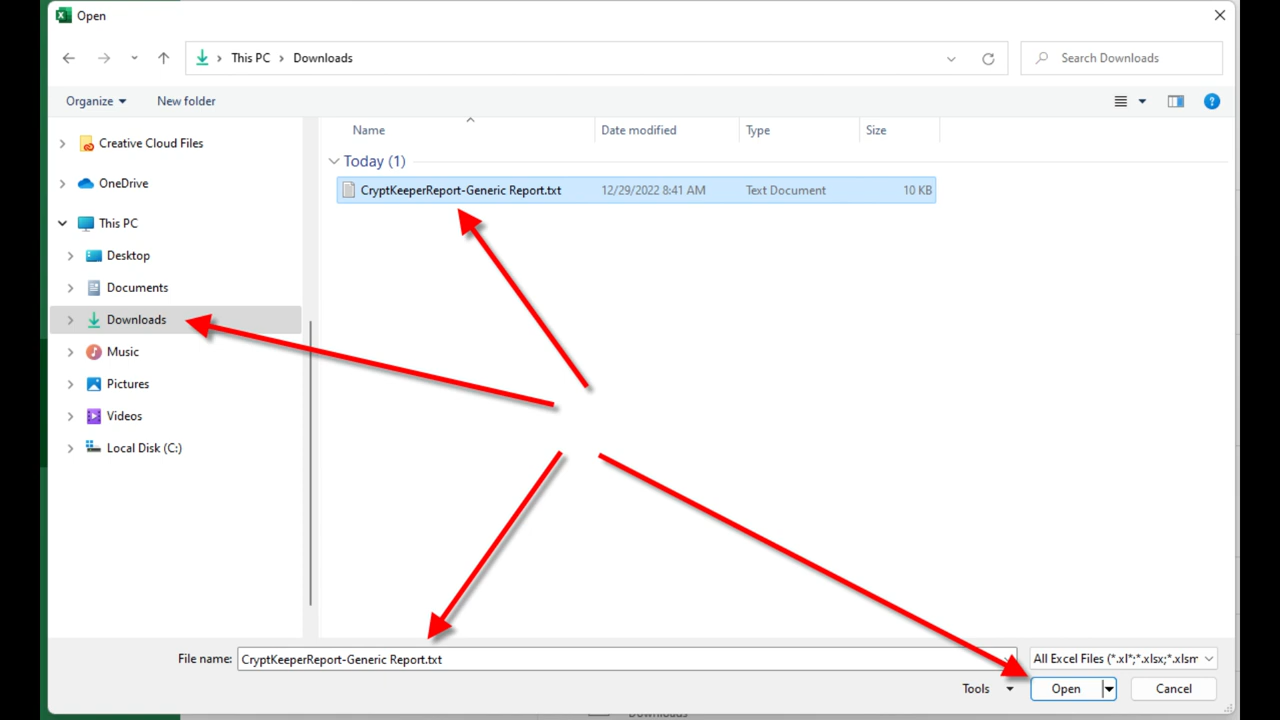 Open
This PC > Downloads
Search Downloads
Organize
New folder
Name
Date modified
Type
Size
Creative Cloud Files
OneDrive
This PC
Desktop
Documents
Downloads
Music
Pictures
Videos
Local Disk (C:)
Today (1)
CryptKeeperReport-Generic Report.txt
12/29/2022 8:41 AM
Text Document
10 KB
File name:
CryptKeeperReport-Generic Report.txt
All Excel Files (*.xl*;*.xlsx;*.xlsm
Tools
Open
Cancel
Downloads